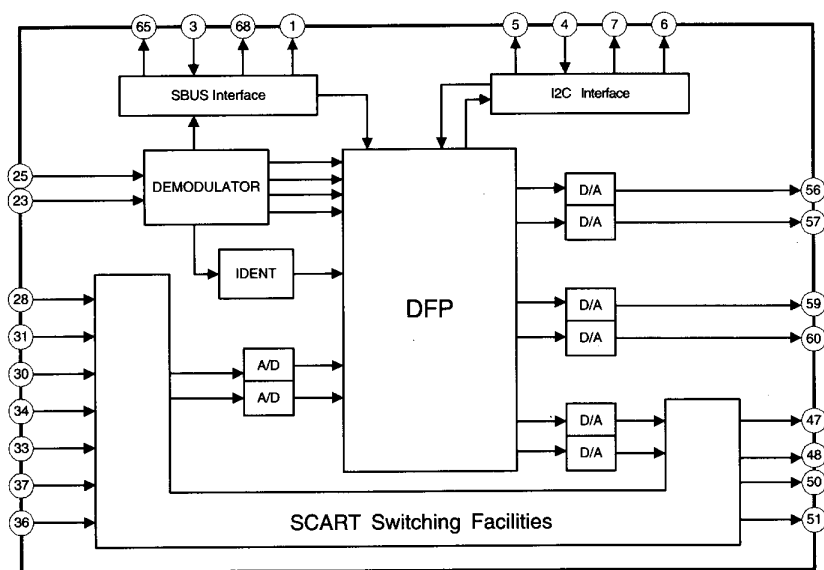 65 3 68 1 5 4 7 6
SBUS Interface
I2C Interface
25
DEMODULATOR
23
IDENT
DFP
D/A
56
D/A
57
28
31
30
34
33
37
36
A/D
A/D
D/A
59
D/A
60
D/A
47
D/A
48
50
51
SCART Switching Facilities